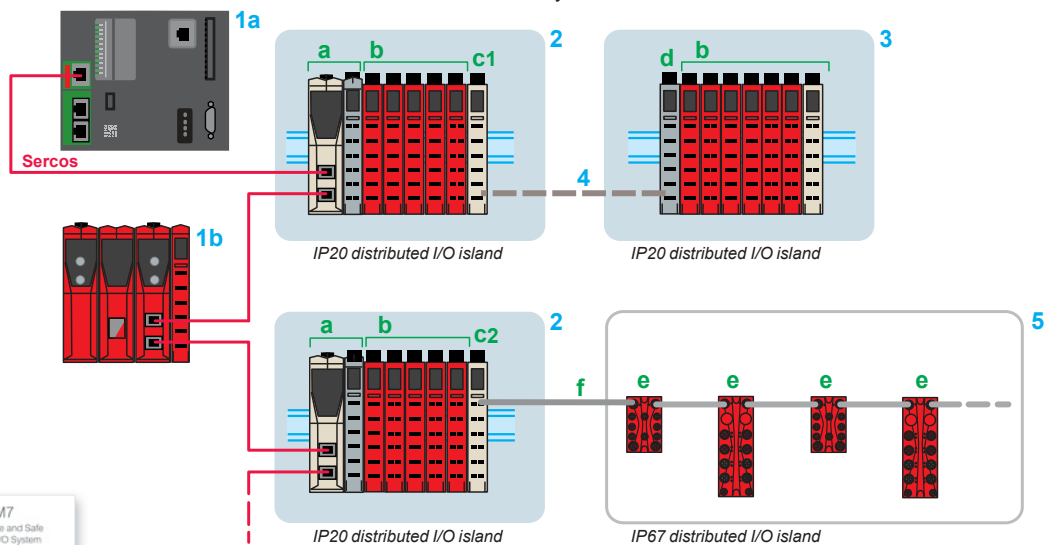 1a
2
3
a
b
c1
d
b
Sercos
4
1b
IP20 distributed I/O island
IP20 distributed I/O island
2
5
a
b
c2
f
e
e
e
e
M7
e and Safe
I/O System
IP20 distributed I/O island
IP67 distributed I/O island